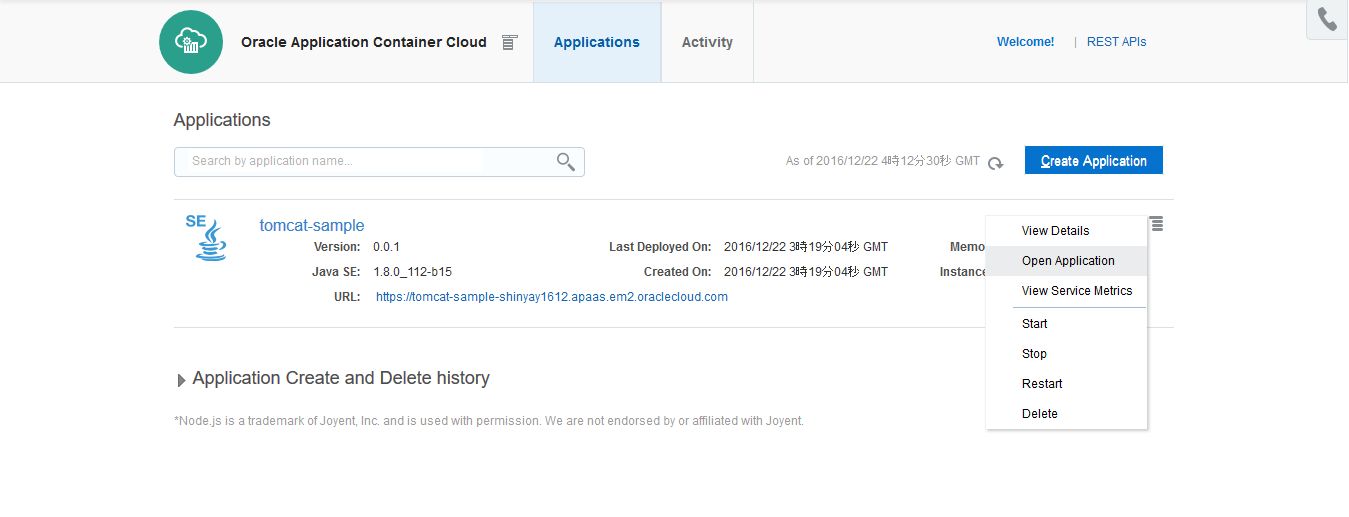 Oracle Application Container Cloud
Applications
Activity
Welcome! | REST APIs
Applications
Search by application name...
As of 2016/12/22 4時12分30秒 GMT
Create Application
SE
tomcat-sample
Version: 0.0.1
Last Deployed On: 2016/12/22 3時19分04秒 GMT
Memo
Java SE: 1.8.0_112-b15
Created On: 2016/12/22 3時19分04秒 GMT
Instance
URL: https://tomcat-sample-shinyay1612.apaas.em2.oraclecloud.com
View Details
Open Application
View Service Metrics
Start
Stop
Restart
Delete
Application Create and Delete history
*Node.js is a trademark of Joyent, Inc. and is used with permission. We are not endorsed by or affiliated with Joyent.